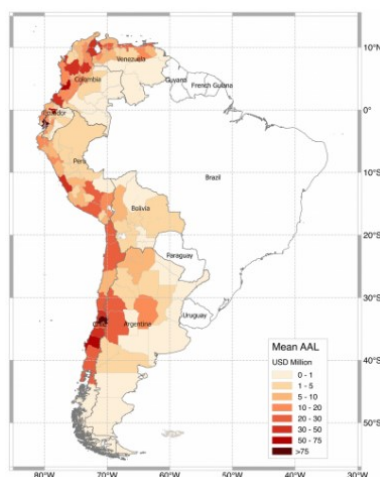 10°N
0°
10°S
20°S
30°S
40°S
50°S
80°W 70°W 60°W 50°W 40°W 30°W
Venezuela
Guyana
French Guiana
Colombia
Ecuador
Peru
Brazil
Bolivia
Paraguay
Chile
Argentina
Uruguay
Mean AAL
USD Million
0 - 1
1 - 5
5 - 10
10 - 20
20 - 30
30 - 50
50 - 75
>75